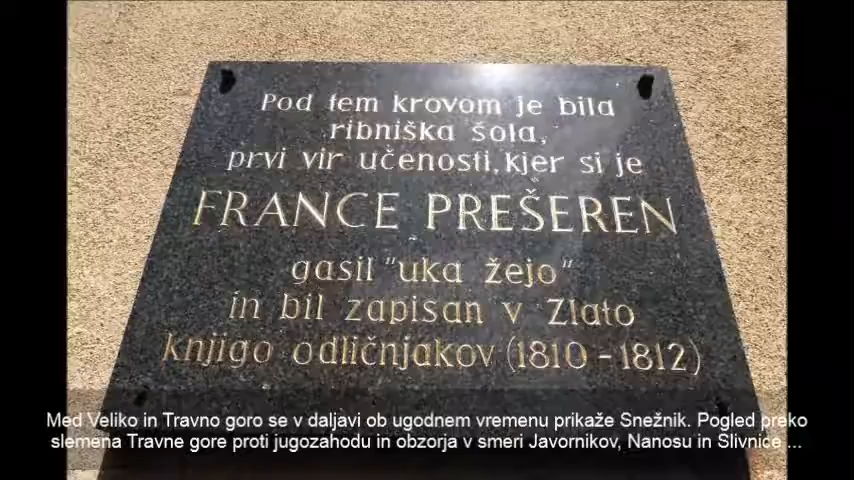 Pod tem krovom je bila
ribniška šola,
prvi vir učenosti, kjer si je
FRANCE PREŠEREN
gasil "uka žejo"
in bil zapisan v Zlato
knjigo odličnjakov (1810 - 1812)
Med Veliko in Travno goro se v daljavi ob ugodnem vremenu prikaže Snežnik. Pogled preko
slemena Travne gore proti jugozahodu in obzorja v smeri Javornikov, Nanosu in Slivnice ...